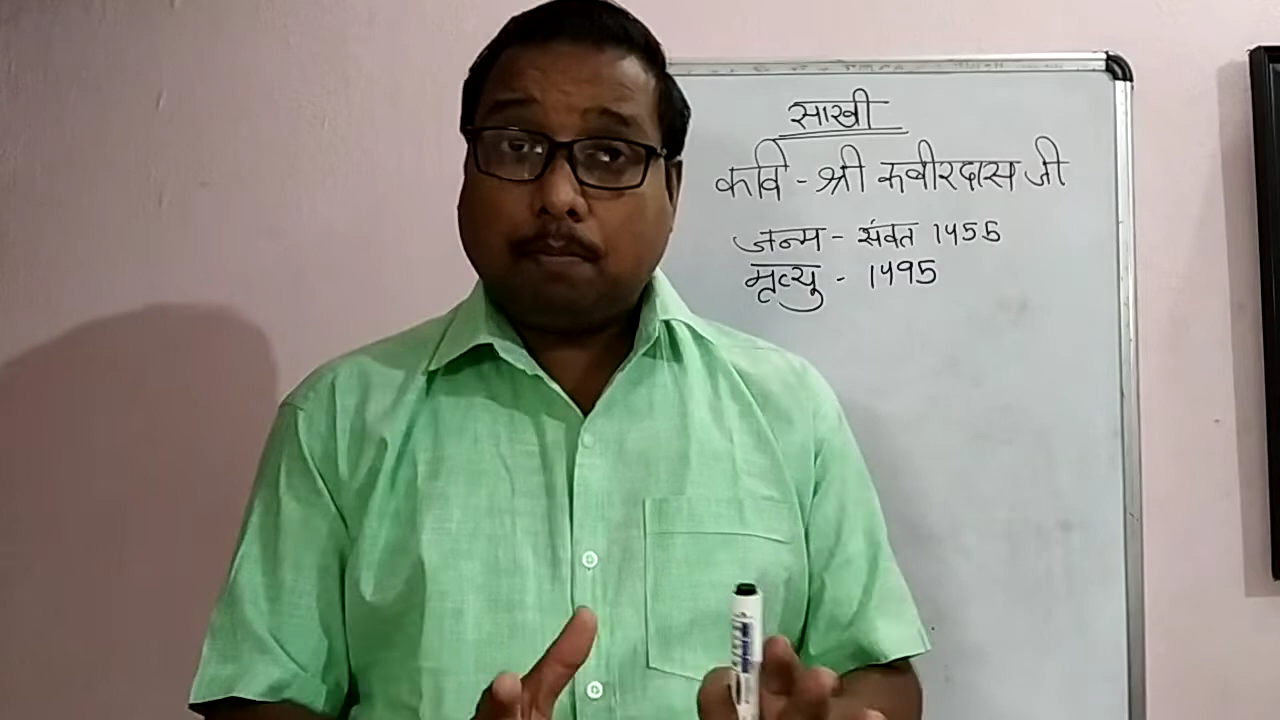 साखी
कवि - श्री कबीरदास जी
जन्म - संवत 1455
मृत्यु - 1495